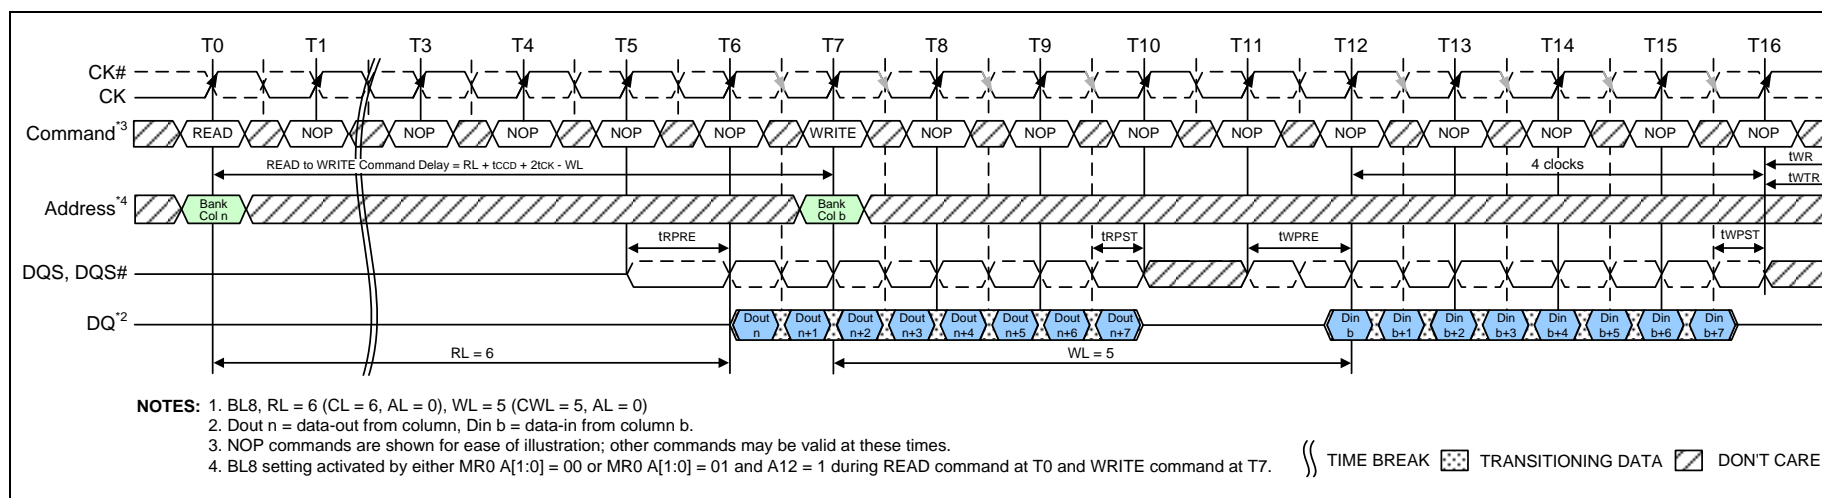 T0 T1 T3 T4 T5 T6 T7 T8 T9 T10 T11 T12 T13 T14 T15 T16
CK#
CK
Command*3 READ NOP NOP NOP NOP NOP WRITE NOP NOP NOP NOP NOP NOP NOP NOP NOP
READ to WRITE Command Delay = RL + tCCD + 2tCK - WL
4 clocks
tWR
tWTR
Address*4
Bank Col n
Bank Col b
tRPRE tRPST tWPRE tWPST
DQS, DQS#
DQ*2
Dout n Dout n+1 Dout n+2 Dout n+3 Dout n+4 Dout n+5 Dout n+6 Dout n+7
Din b Din b+1 Din b+2 Din b+3 Din b+4 Din b+5 Din b+6 Din b+7
RL = 6
WL = 5
NOTES: 1. BL8, RL = 6 (CL = 6, AL = 0), WL = 5 (CWL = 5, AL = 0)
2. Dout n = data-out from column, Din b = data-in from column b.
3. NOP commands are shown for ease of illustration; other commands may be valid at these times.
4. BL8 setting activated by either MR0 A[1:0] = 00 or MR0 A[1:0] = 01 and A12 = 1 during READ command at T0 and WRITE command at T7.
TIME BREAK TRANSITIONING DATA DON'T CARE